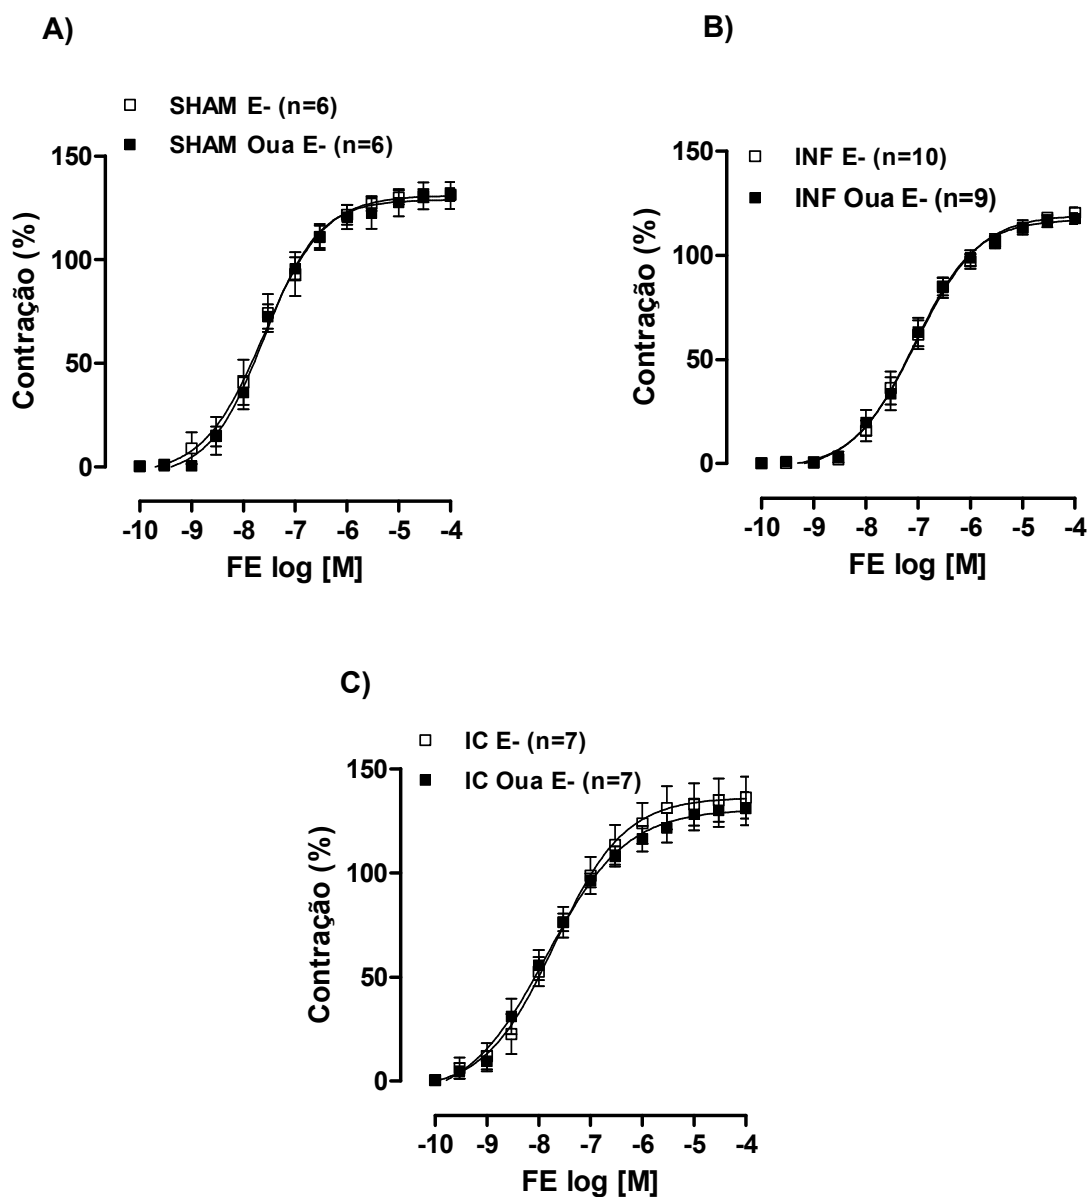 A)
SHAM E- (n=6)
SHAM Oua E- (n=6)
150
100
50
0
Contração (%)
-10 -9 -8 -7 -6 -5 -4
FE log [M]
B)
INF E- (n=10)
INF Oua E- (n=9)
150
100
50
0
Contração (%)
-10 -9 -8 -7 -6 -5 -4
FE log [M]
C)
IC E- (n=7)
IC Oua E- (n=7)
150
100
50
0
Contração (%)
-10 -9 -8 -7 -6 -5 -4
FE log [M]